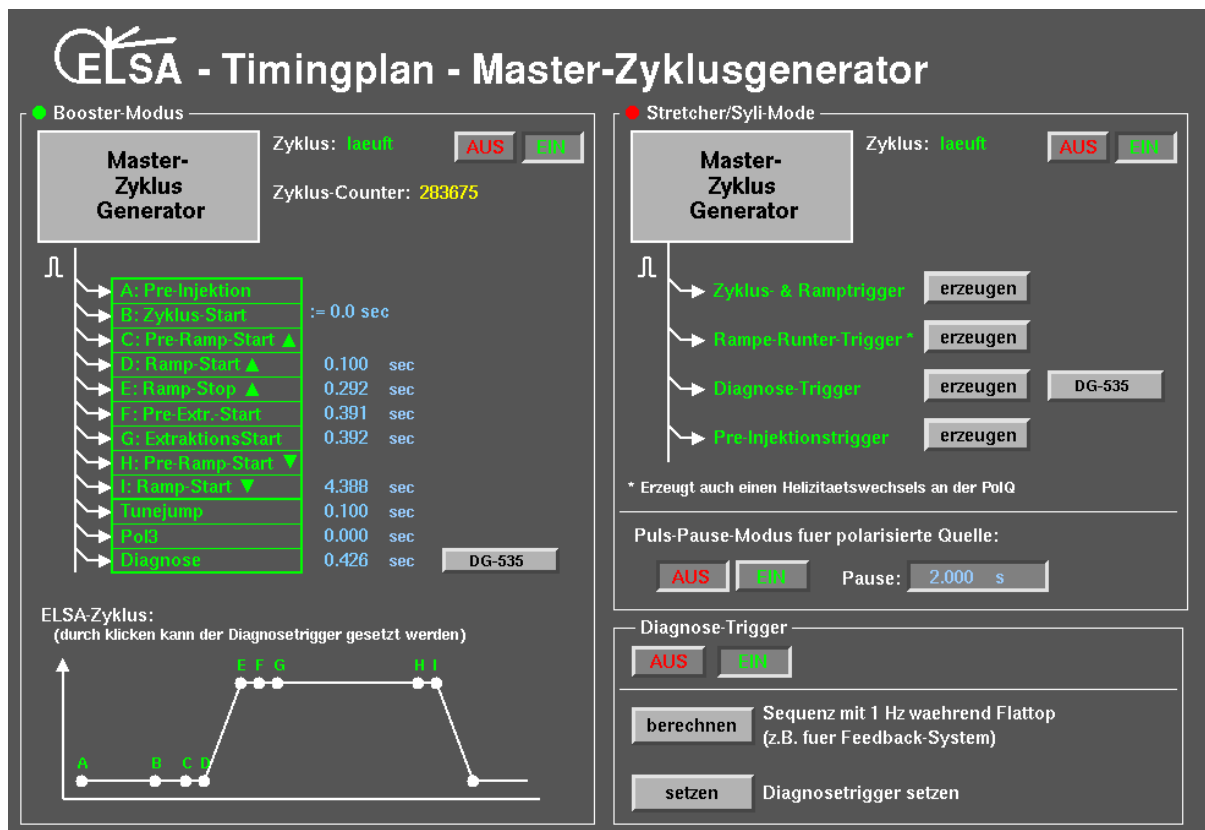 ELSA - Timingplan - Master-Zyklusgenerator
Booster-Modus
Master-
Zyklus
Generator
Zyklus: laeuft
AUS
EIN
Zyklus-Counter: 283675
A: Pre-Injektion
B: Zyklus-Start := 0.0 sec
C: Pre-Ramp-Start ▲
D: Ramp-Start ▲ 0.100 sec
E: Ramp-Stop ▲ 0.292 sec
F: Pre-Extr.-Start 0.391 sec
G: ExtraktionsStart 0.392 sec
H: Pre-Ramp-Start ▼
I: Ramp-Start ▼ 4.388 sec
Tunejump 0.100 sec
Pol3 0.000 sec
Diagnose 0.426 sec DG-535
ELSA-Zyklus:
(durch klicken kann der Diagnosetrigger gesetzt werden)
E F G H I
A B C D
Stretcher/Syli-Mode
Master-
Zyklus
Generator
Zyklus: laeuft
AUS
EIN
Zyklus- & Ramptrigger erzeugen
Rampe-Runter-Trigger * erzeugen
Diagnose-Trigger erzeugen DG-535
Pre-Injektionstrigger erzeugen
* Erzeugt auch einen Helizitaetswechsels an der PolQ
Puls-Pause-Modus fuer polarisierte Quelle:
AUS EIN Pause: 2.000 s
Diagnose-Trigger
AUS EIN
berechnen
Sequenz mit 1 Hz waehrend Flattop
(z.B. fuer Feedback-System)
setzen Diagnosetrigger setzen